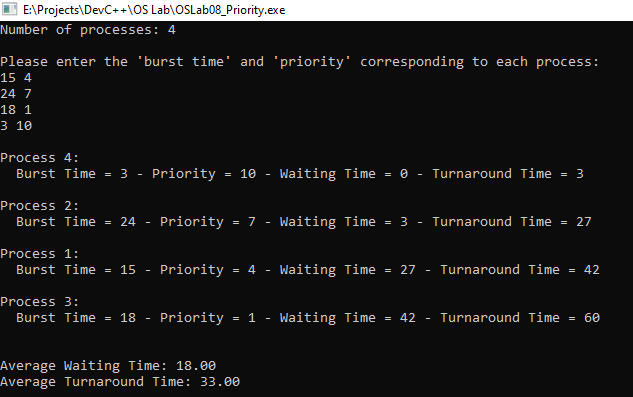 E:\Projects\DevC++\OS Lab\OSLab08_Priority.exe
Number of processes: 4
Please enter the 'burst time' and 'priority' corresponding to each process:
15 4
24 7
18 1
3 10
Process 4:
Burst Time = 3 - Priority = 10 - Waiting Time = 0 - Turnaround Time = 3
Process 2:
Burst Time = 24 - Priority = 7 - Waiting Time = 3 - Turnaround Time = 27
Process 1:
Burst Time = 15 - Priority = 4 - Waiting Time = 27 - Turnaround Time = 42
Process 3:
Burst Time = 18 - Priority = 1 - Waiting Time = 42 - Turnaround Time = 60
Average Waiting Time: 18.00
Average Turnaround Time: 33.00